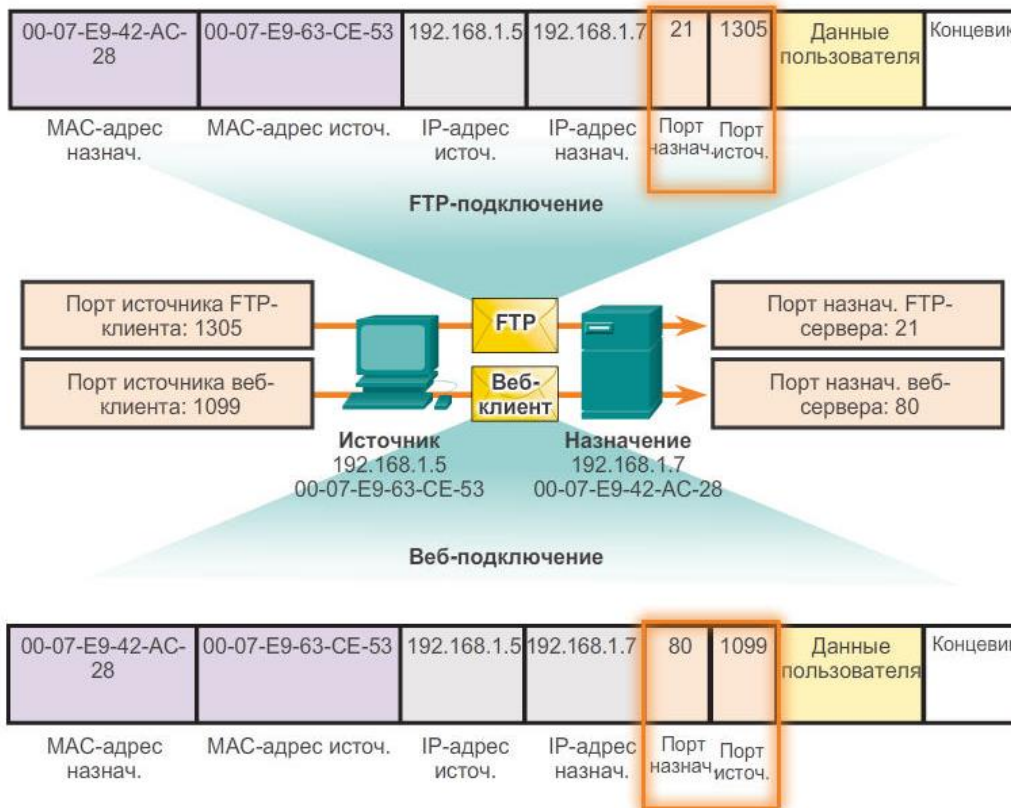 00-07-E9-42-AC-
28
00-07-E9-63-CE-53
192.168.1.5
192.168.1.7
21
1305
Данные
пользователя
Концевик
MAC-адрес
назнач.
MAC-адрес источ.
IP-адрес
источ.
IP-адрес
назнач.
Порт
назнач.
Порт
источ.
FTP-подключение
Порт источника FTP-
клиента: 1305
FTP
Порт назнач. FTP-
сервера: 21
Порт источника веб-
клиента: 1099
Веб-
клиент
Порт назнач. веб-
сервера: 80
Источник
192.168.1.5
00-07-E9-63-CE-53
Назначение
192.168.1.7
00-07-E9-42-AC-28
Веб-подключение
00-07-E9-42-AC-
28
00-07-E9-63-CE-53
192.168.1.5
192.168.1.7
80
1099
Данные
пользователя
Концевик
MAC-адрес
назнач.
MAC-адрес источ.
IP-адрес
источ.
IP-адрес
назнач.
Порт
назнач.
Порт
источ.